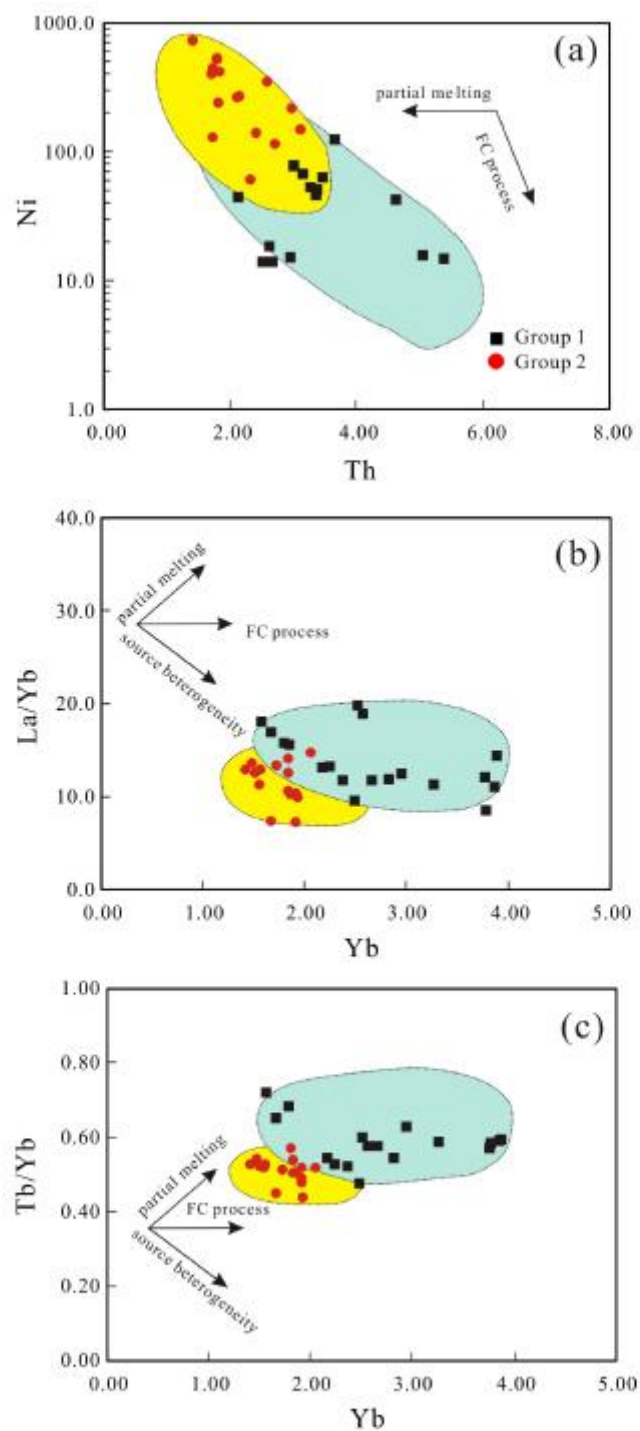 (a)
1000.0
100.0
10.0
1.0
Ni
partial melting
FC process
Group 1
Group 2
0.00 2.00 4.00 6.00 8.00
Th
(b)
40.0
30.0
20.0
10.0
0.0
La/Yb
partial melting
FC process
source beterogeneity
0.00 1.00 2.00 3.00 4.00 5.00
Yb
(c)
1.00
0.80
0.60
0.40
0.20
0.00
Tb/Yb
partial melting
FC process
source beterogeneity
0.00 1.00 2.00 3.00 4.00 5.00
Yb